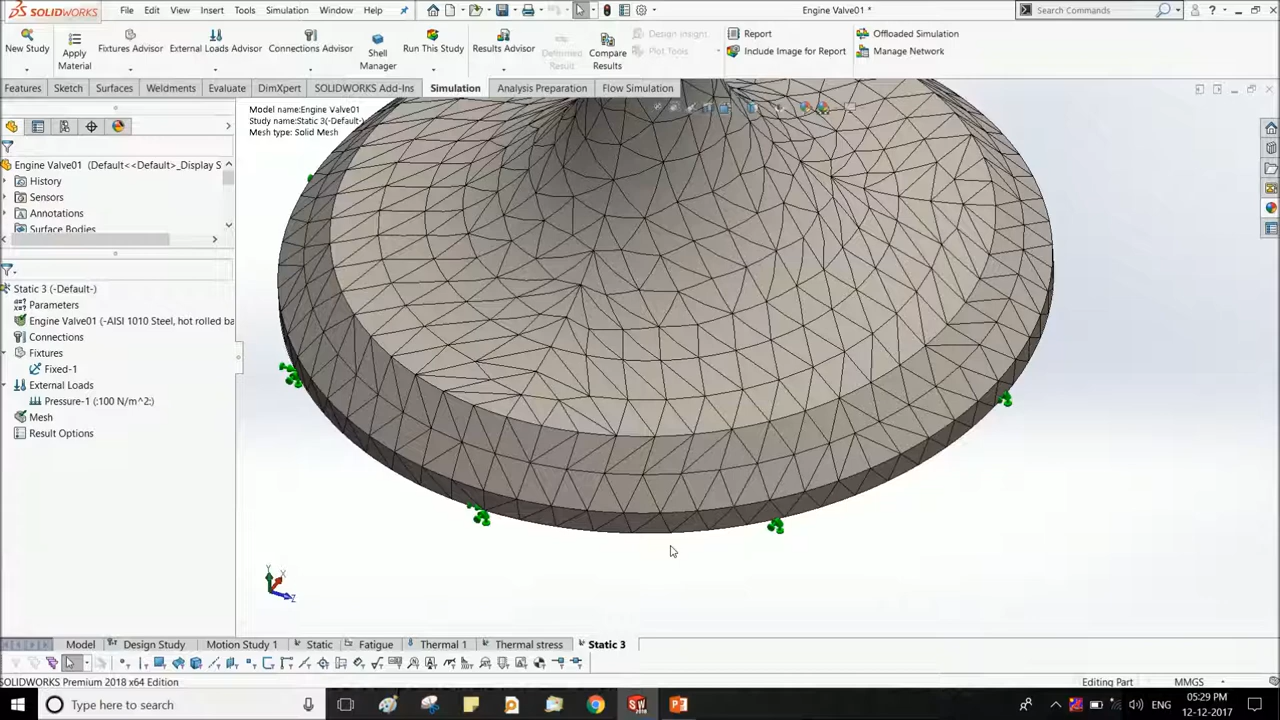 SOLIDWORKS
File Edit View Insert Tools Simulation Window Help
Engine Valve01 *
Search Commands
New Study
Apply Material
Fixtures Advisor
External Loads Advisor
Connections Advisor
Shell Manager
Run This Study
Results Advisor
Deformed Result
Compare Results
Design Insight
Plot Tools
Report
Include Image for Report
Offloaded Simulation
Manage Network
Features Sketch Surfaces Weldments Evaluate DimXpert SOLIDWORKS Add-Ins Simulation Analysis Preparation Flow Simulation
Model name:Engine Valve01
Study name:Static 3(-Default-)
Mesh type: Solid Mesh
Engine Valve01 (Default<<Default>_Display S
History
Sensors
Annotations
Surface Bodies
Static 3 (-Default-)
Parameters
Engine Valve01 (-AISI 1010 Steel, hot rolled ba
Connections
Fixtures
Fixed-1
External Loads
Pressure-1 (:100 N/m^2:)
Mesh
Result Options
Y X Z
Model Design Study Motion Study 1 Static Fatigue Thermal 1 Thermal stress Static 3
SOLIDWORKS Premium 2018 x64 Edition
Editing Part MMGS
Type here to search
ENG
05:29 PM
12-12-2017